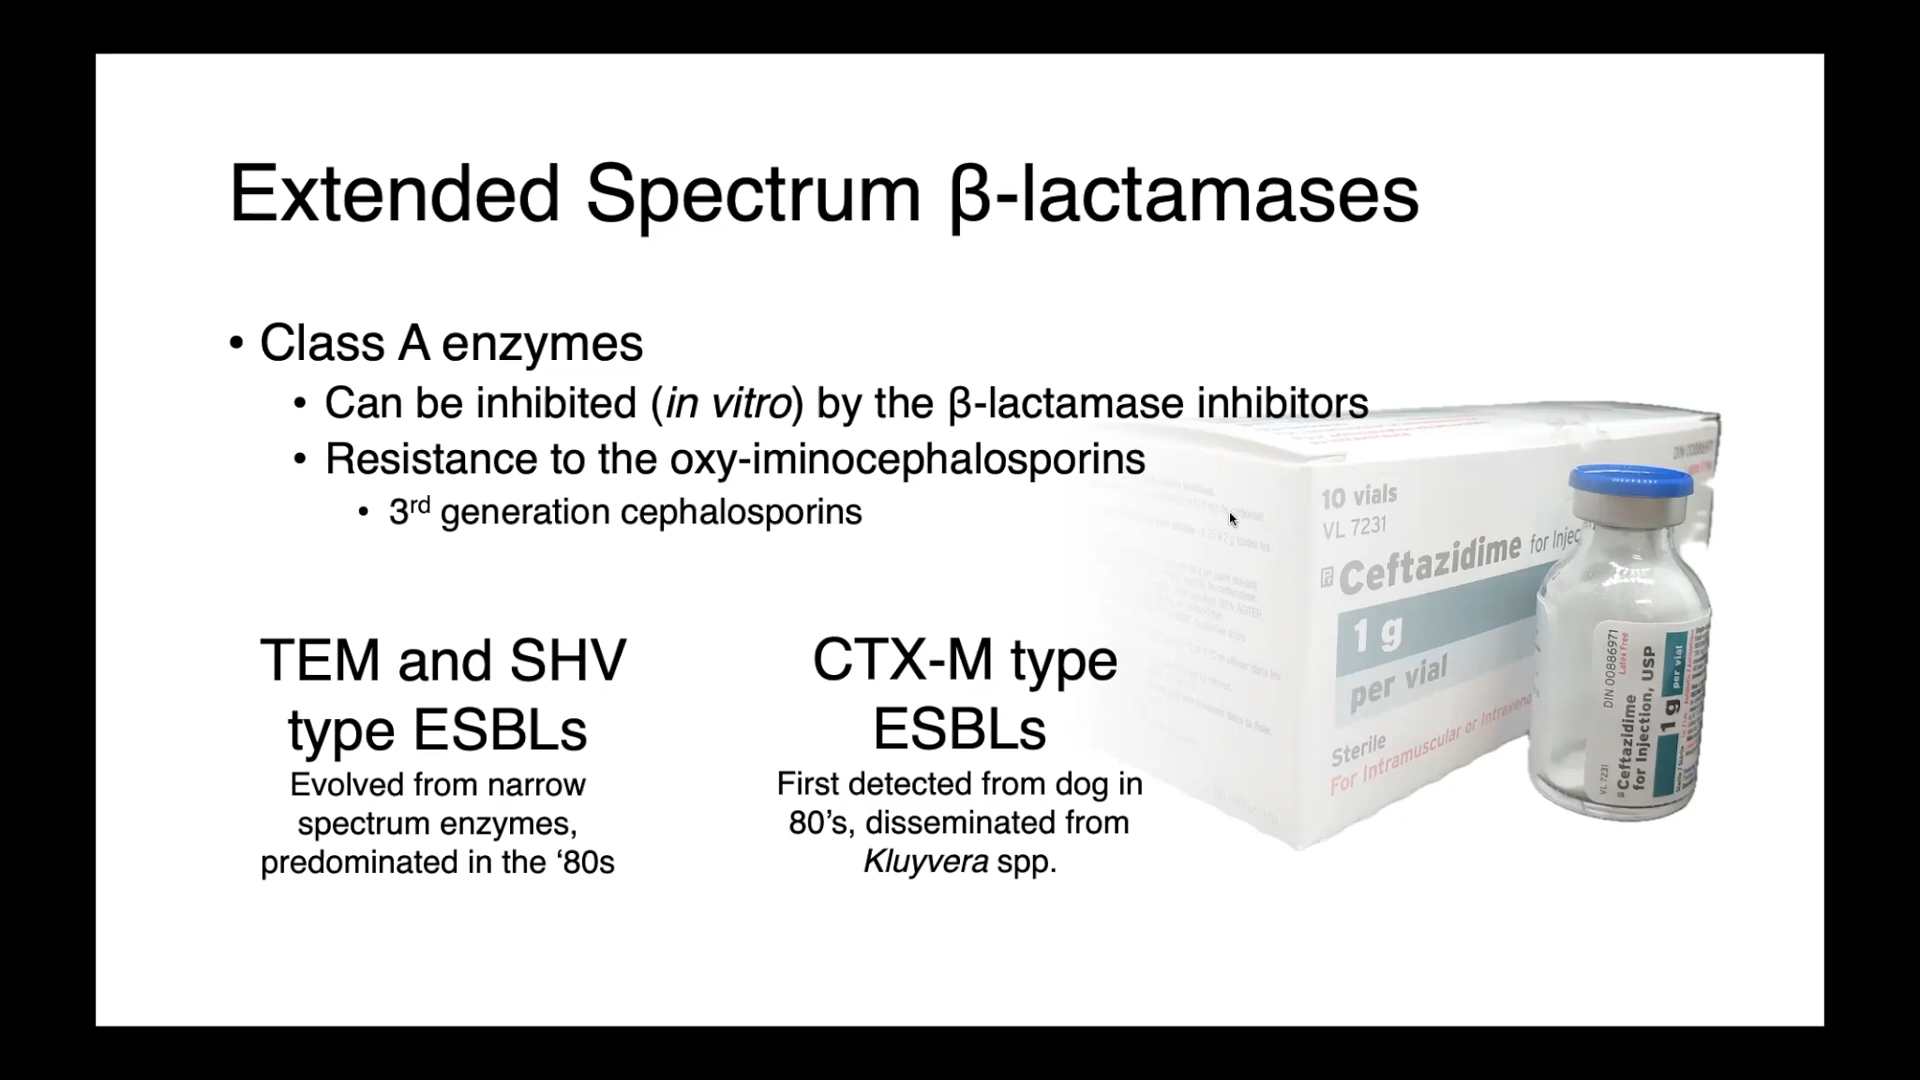 Extended Spectrum β-lactamases
• Class A enzymes
• Can be inhibited (in vitro) by the β-lactamase inhibitors
• Resistance to the oxy-iminocephalosporins
• 3rd generation cephalosporins
TEM and SHV
type ESBLs
Evolved from narrow
spectrum enzymes,
predominated in the ‘80s
CTX-M type
ESBLs
First detected from dog in
80’s, disseminated from
Kluyvera spp.
10 vials
VL 7231
Ceftazidime for Injec
1 g
per vial
Sterile
For Intramuscular or Intraveno
DIN 00886971
Latex Free
VL 7231
Ceftazidime
for Injection, USP
1 g per vial